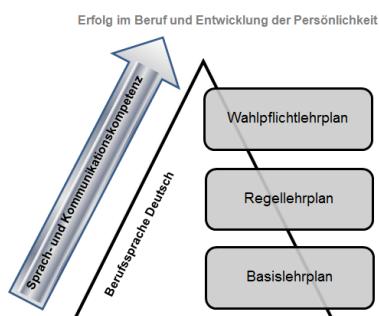 Erfolg im Beruf und Entwicklung der Persönlichkeit
Sprach- und Kommunikationskompetenz
Berufssprache Deutsch
Wahlpflichtlehrplan
Regellehrplan
Basislehrplan